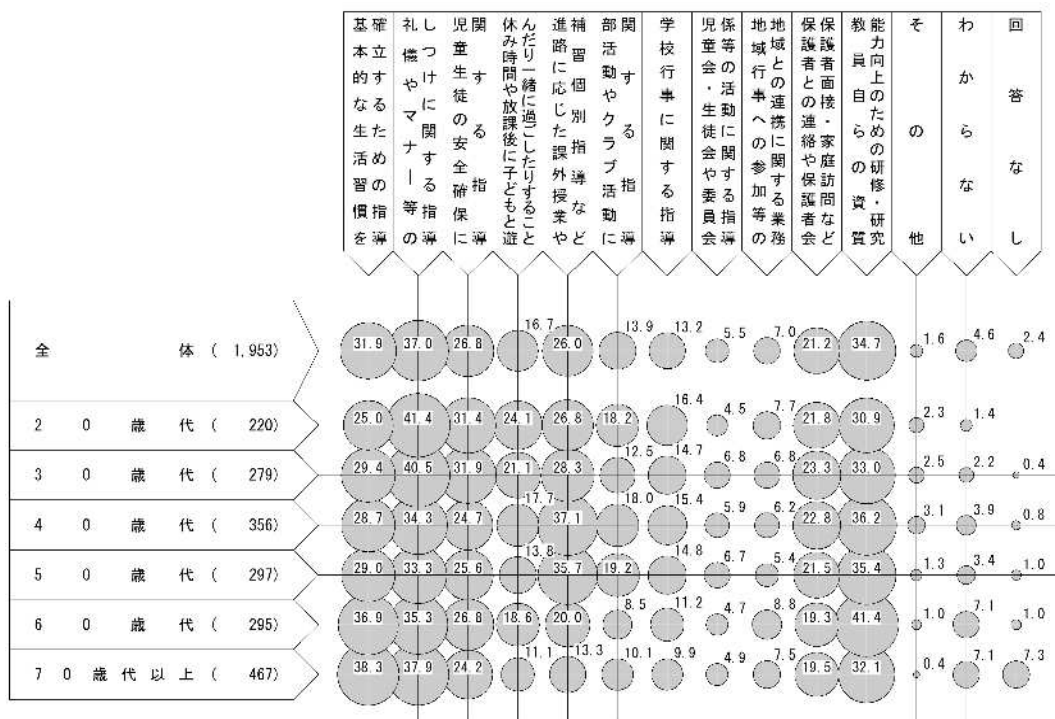 基本的な生活習慣を
確立するための指導
礼儀やマナー等の
しつけに関する指導
児童生徒の安全確保に
関する指導
休み時間や放課後に子どもと遊
んだり一緒に過ごしたりすること
進路に応じた課外授業や
補習個別指導など
部活動やクラブ活動に
関する指導
学校行事に関する指導
児童会・生徒会や委員会
係等の活動に関する指導
地域行事への参加等の
地域との連携に関する業務
保護者との連絡や保護者会
保護者面接・家庭訪問など
教員自らの資質
能力向上のための研修・研究
その他
わからない
回答なし
全体 ( 1,953) 31.9 37.0 26.8 16.7 26.0 13.9 13.2 5.5 7.0 21.2 34.7 1.6 4.6 2.4
20歳代 ( 220) 25.0 41.4 31.4 24.1 26.8 18.2 16.4 4.5 7.7 21.8 30.9 2.3 1.4
30歳代 ( 279) 29.4 40.5 31.9 21.1 28.3 12.5 14.7 6.8 6.8 23.3 33.0 2.5 2.2 0.4
40歳代 ( 356) 28.7 34.3 24.7 17.7 37.1 18.0 15.4 5.9 6.2 22.8 36.2 3.1 3.9 0.8
50歳代 ( 297) 29.0 33.3 25.6 13.8 35.7 19.2 14.8 6.7 5.4 21.5 35.4 1.3 3.4 1.0
60歳代 ( 295) 36.9 35.3 26.8 18.6 20.0 8.5 11.2 4.7 8.8 19.3 41.4 1.0 7.1 1.0
70歳代以上 ( 467) 38.3 37.9 24.2 11.1 13.3 10.1 9.9 4.9 7.5 19.5 32.1 0.4 7.1 7.3